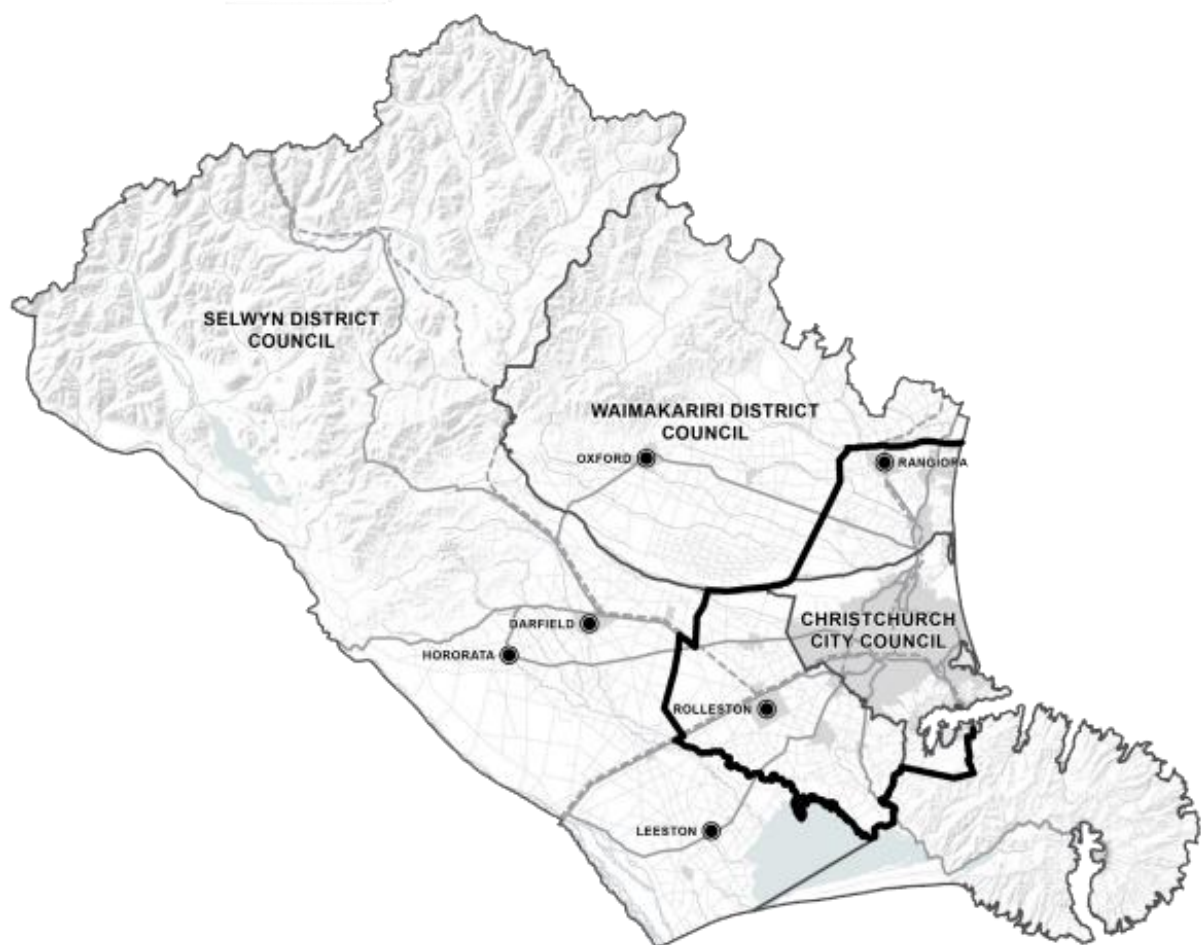 SELWYN DISTRICT
COUNCIL
WAIMAKARIRI DISTRICT
COUNCIL
OXFORD
RANGIORA
CHRISTCHURCH
CITY COUNCIL
DARFIELD
HORORATA
ROLLESTON
LEESTON